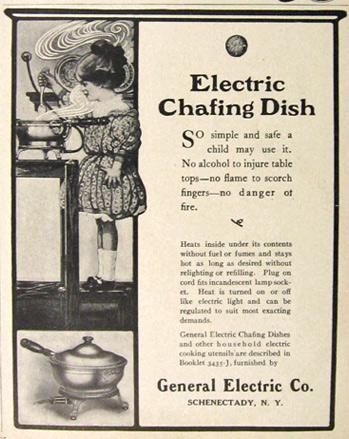 Electric
Chafing Dish
SO simple and safe a
child may use it.
No alcohol to injure table
tops—no flame to scorch
fingers—no danger of
fire.
Heats inside under its contents
without fuel or fumes and stays
hot as long as desired without
relighting or refilling. Plug on
cord fits incandescent lamp sock-
et. Heat is turned on or off
like electric light and can be
regulated to suit most exacting
demands.
General Electric Chafing Dishes
and other household electric
cooking utensils are described in
Booklet 3435-J, furnished by
General Electric Co.
SCHENECTADY, N. Y.